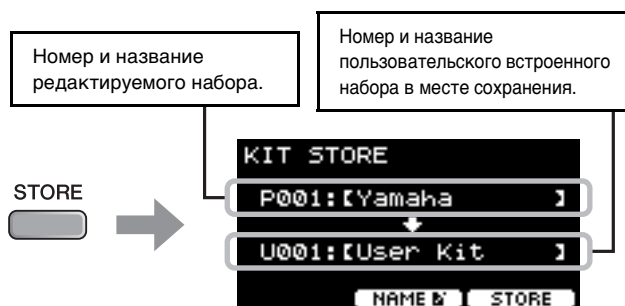 Номер и название
редактируемого набора.
Номер и название
пользовательского встроенного
набора в месте сохранения.
STORE
KIT STORE
P001:[Yamaha ]
U001:[User Kit ]
NAME
STORE